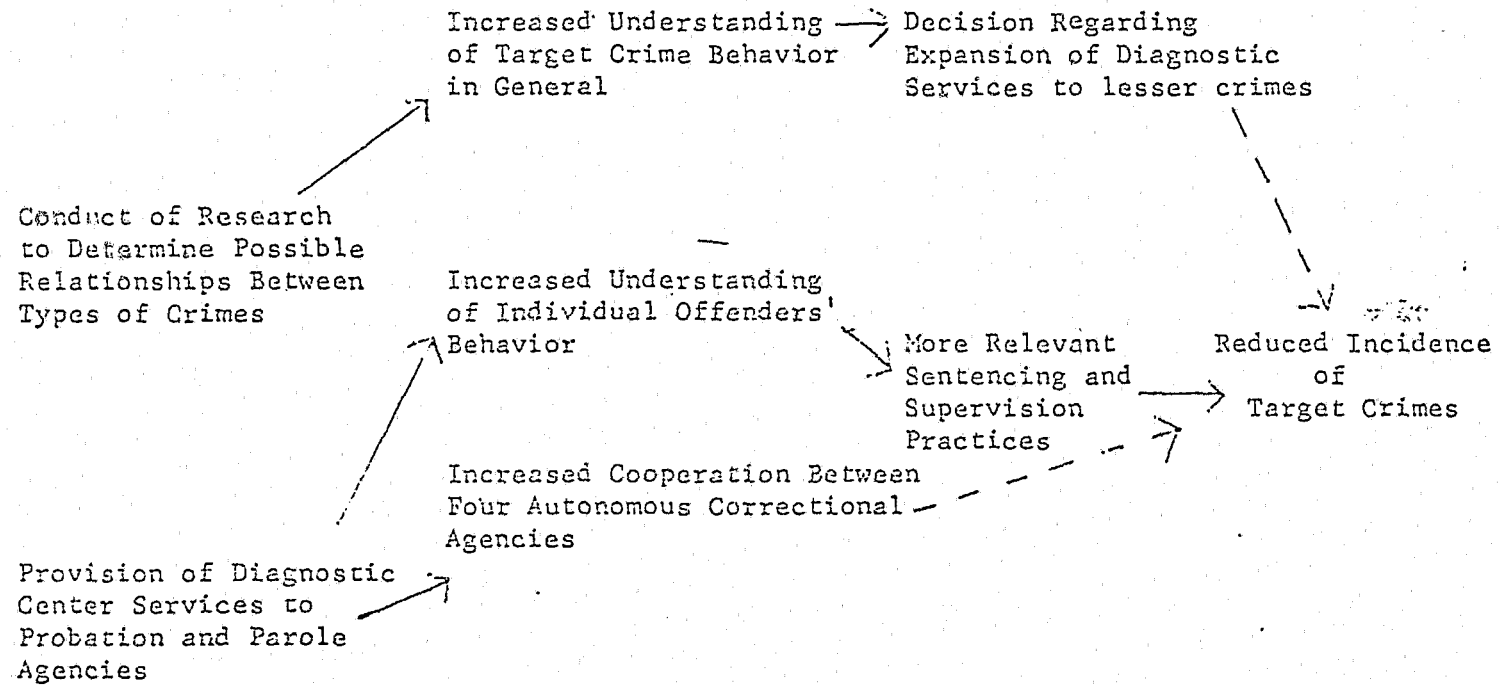 Increased Understanding
of Target Crime Behavior
in General
Decision Regarding
Expansion of Diagnostic
Services to lesser crimes
Conduct of Research
to Determine Possible
Relationships Between
Types of Crimes
Increased Understanding
of Individual Offenders'
Behavior
More Relevant
Sentencing and
Supervision
Practices
Reduced Incidence
of
Target Crimes
Increased Cooperation Between
Four Autonomous Correctional
Agencies
Provision of Diagnostic
Center Services to
Probation and Parole
Agencies